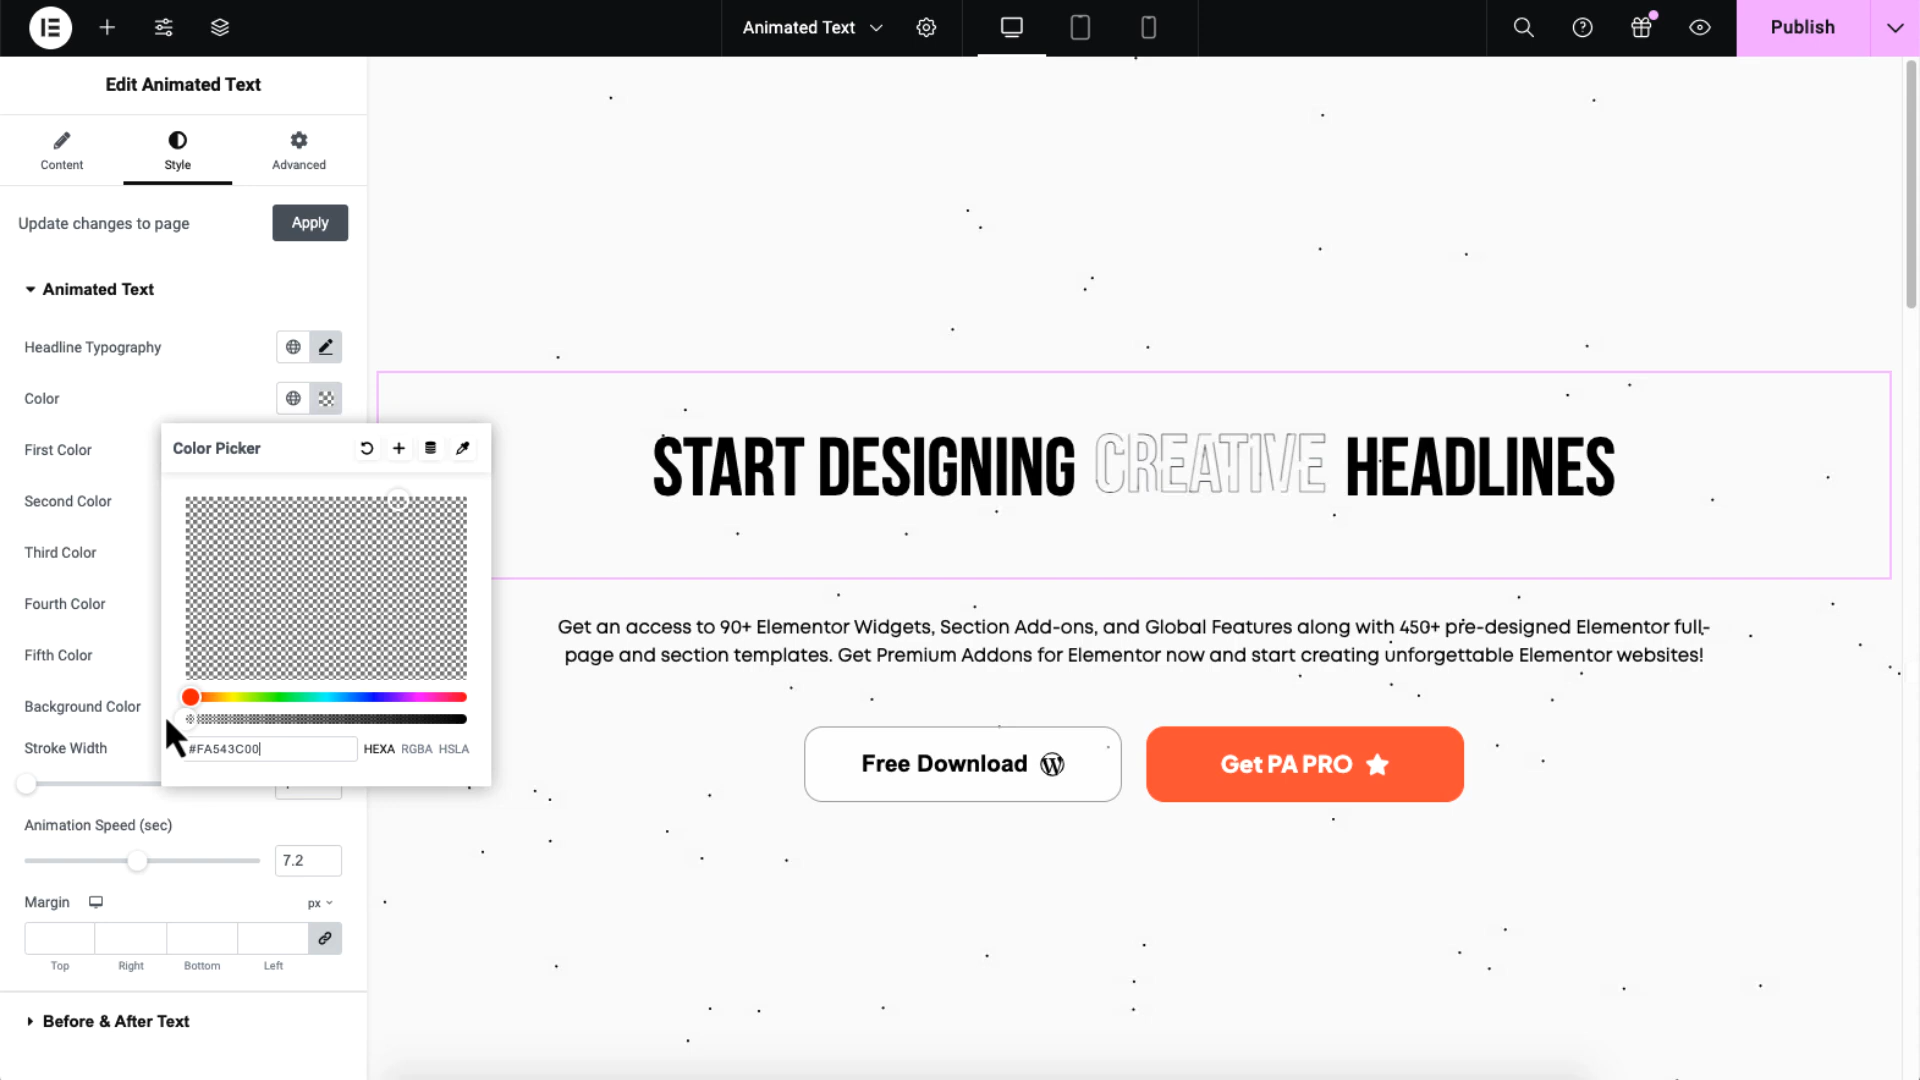 Animated Text
Publish
Edit Animated Text
Content
Style
Advanced
Update changes to page
Apply
Animated Text
Headline Typography
Color
First Color
Second Color
Third Color
Fourth Color
Fifth Color
Background Color
Stroke Width
Color Picker
#FA543C00
HEXA RGBA HSLA
Animation Speed (sec)
7.2
Margin
px
Top
Right
Bottom
Left
Before & After Text
START DESIGNING CREATIVE HEADLINES
Get an access to 90+ Elementor Widgets, Section Add-ons, and Global Features along with 450+ pre-designed Elementor full-
page and section templates. Get Premium Addons for Elementor now and start creating unforgettable Elementor websites!
Free Download
Get PA PRO